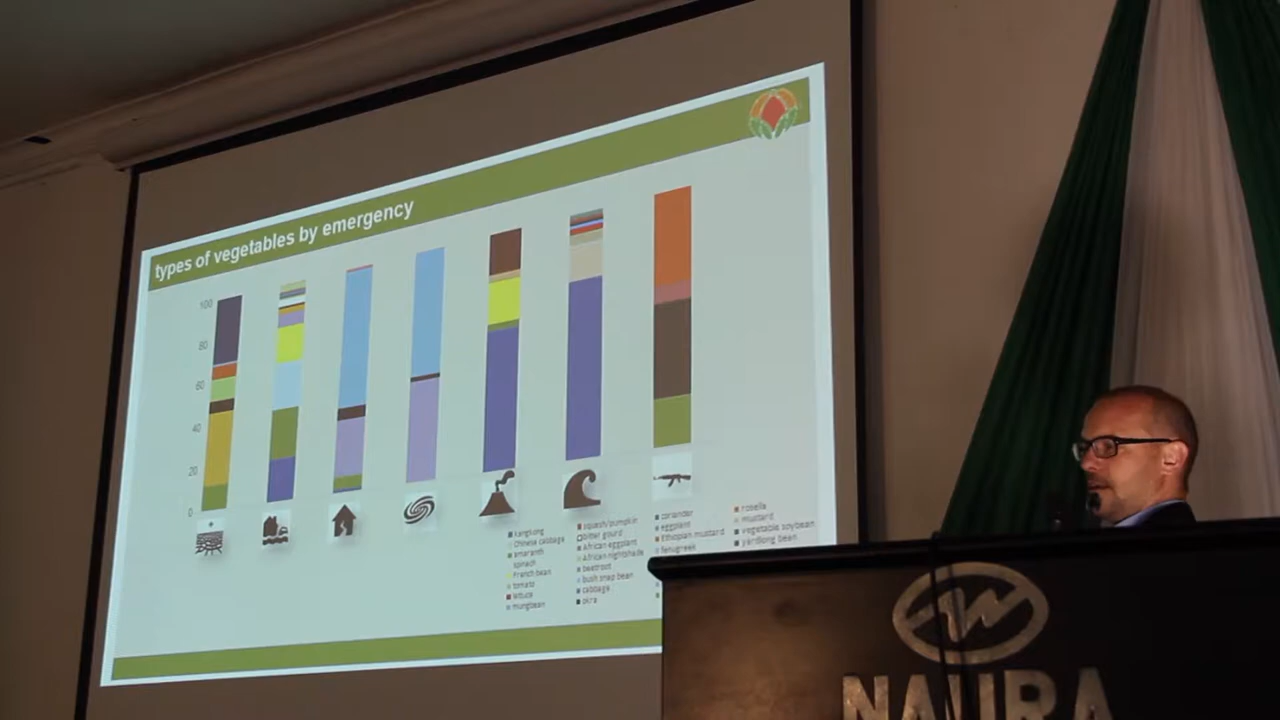 types of vegetables by emergency
100
80
60
40
20
0
kangkong
Chinese cabbage
amaranth
spinach
French bean
tomato
lettuce
mungbean
squash/pumpkin
bitter gourd
African eggplant
African nightshade
beetroot
bush snap bean
cabbage
okra
coriander
eggplant
Ethiopian mustard
fenugreek
rosella
mustard
vegetable soybean
yardlong bean